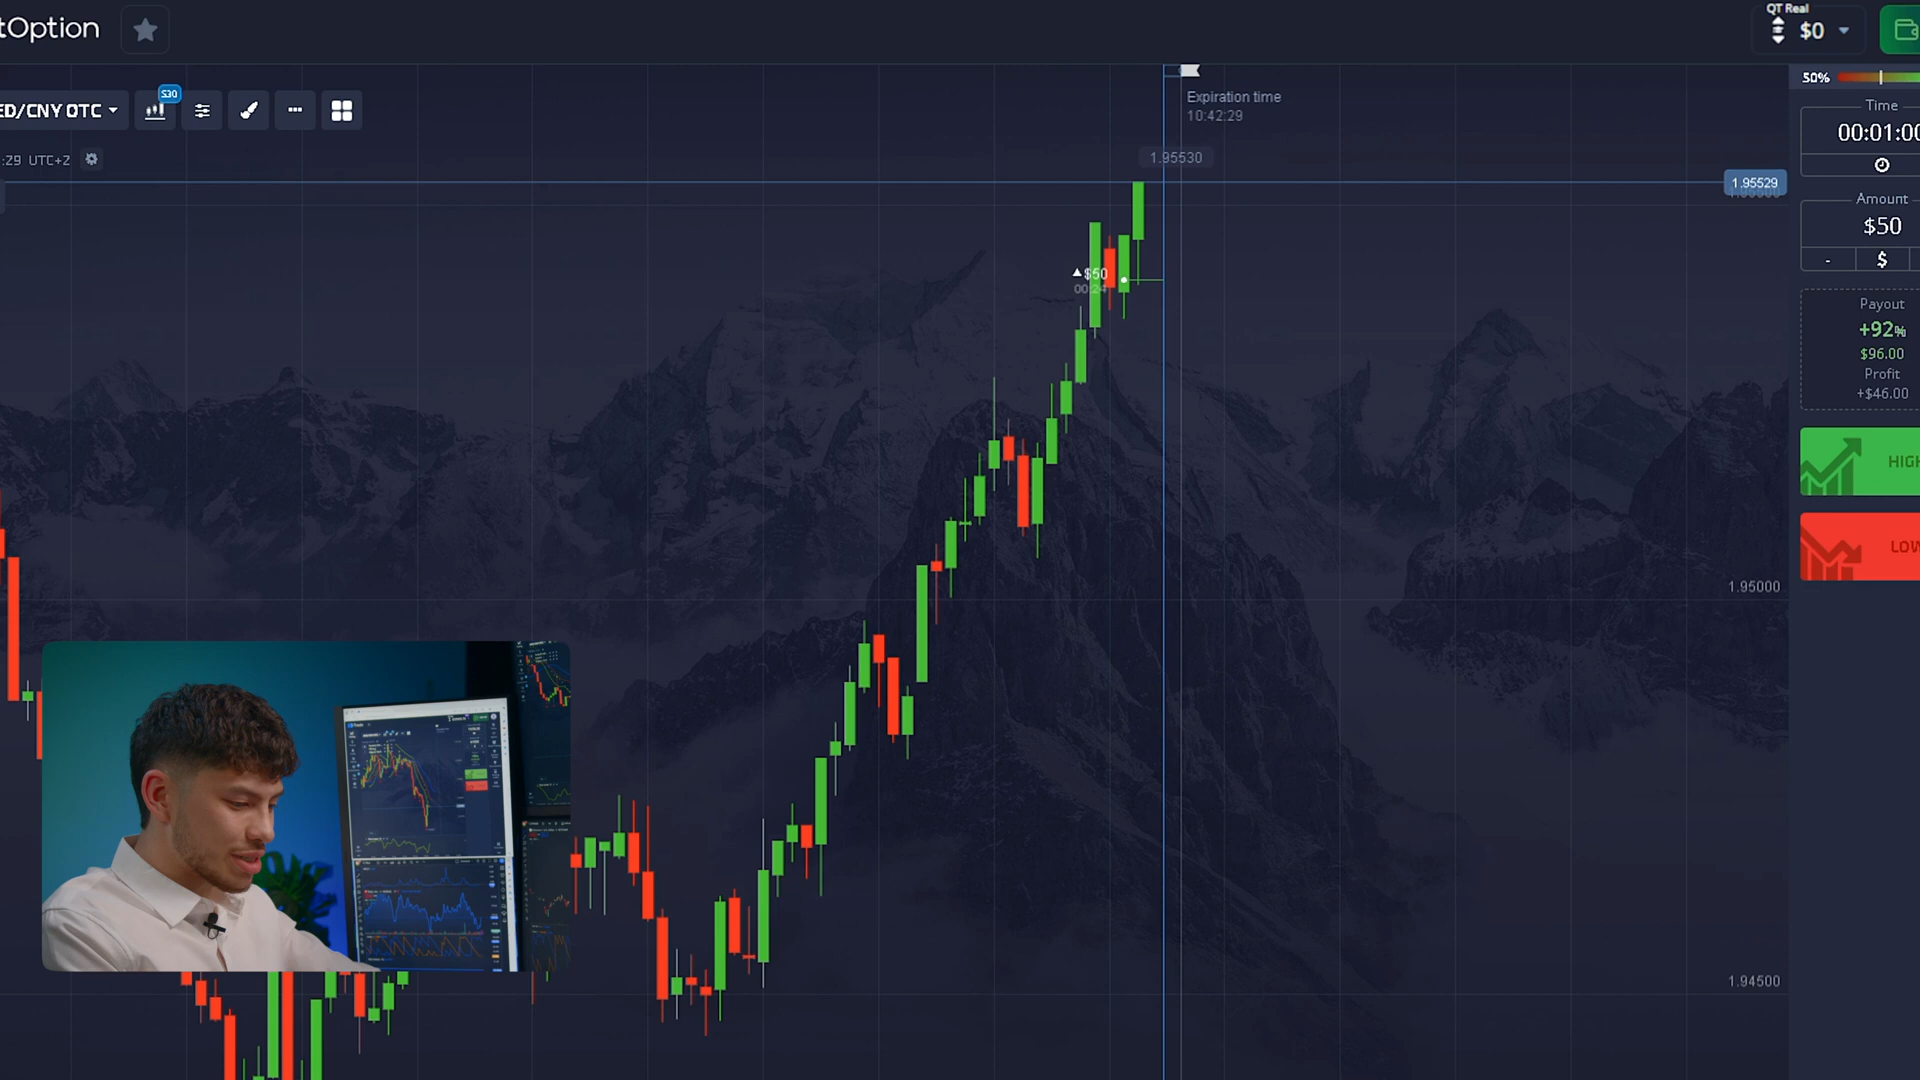 tOption
QT Real
$0
50%
ED/CNY OTC
S30
Expiration time
10:42:29
:29 UTC+2
1.95530
1.95529
Time
00:01:00
Amount
$50
-
$
▲$50
00:24
Payout
+92%
$96.00
Profit
+$46.00
HIGH
LOW
1.95000
1.94500